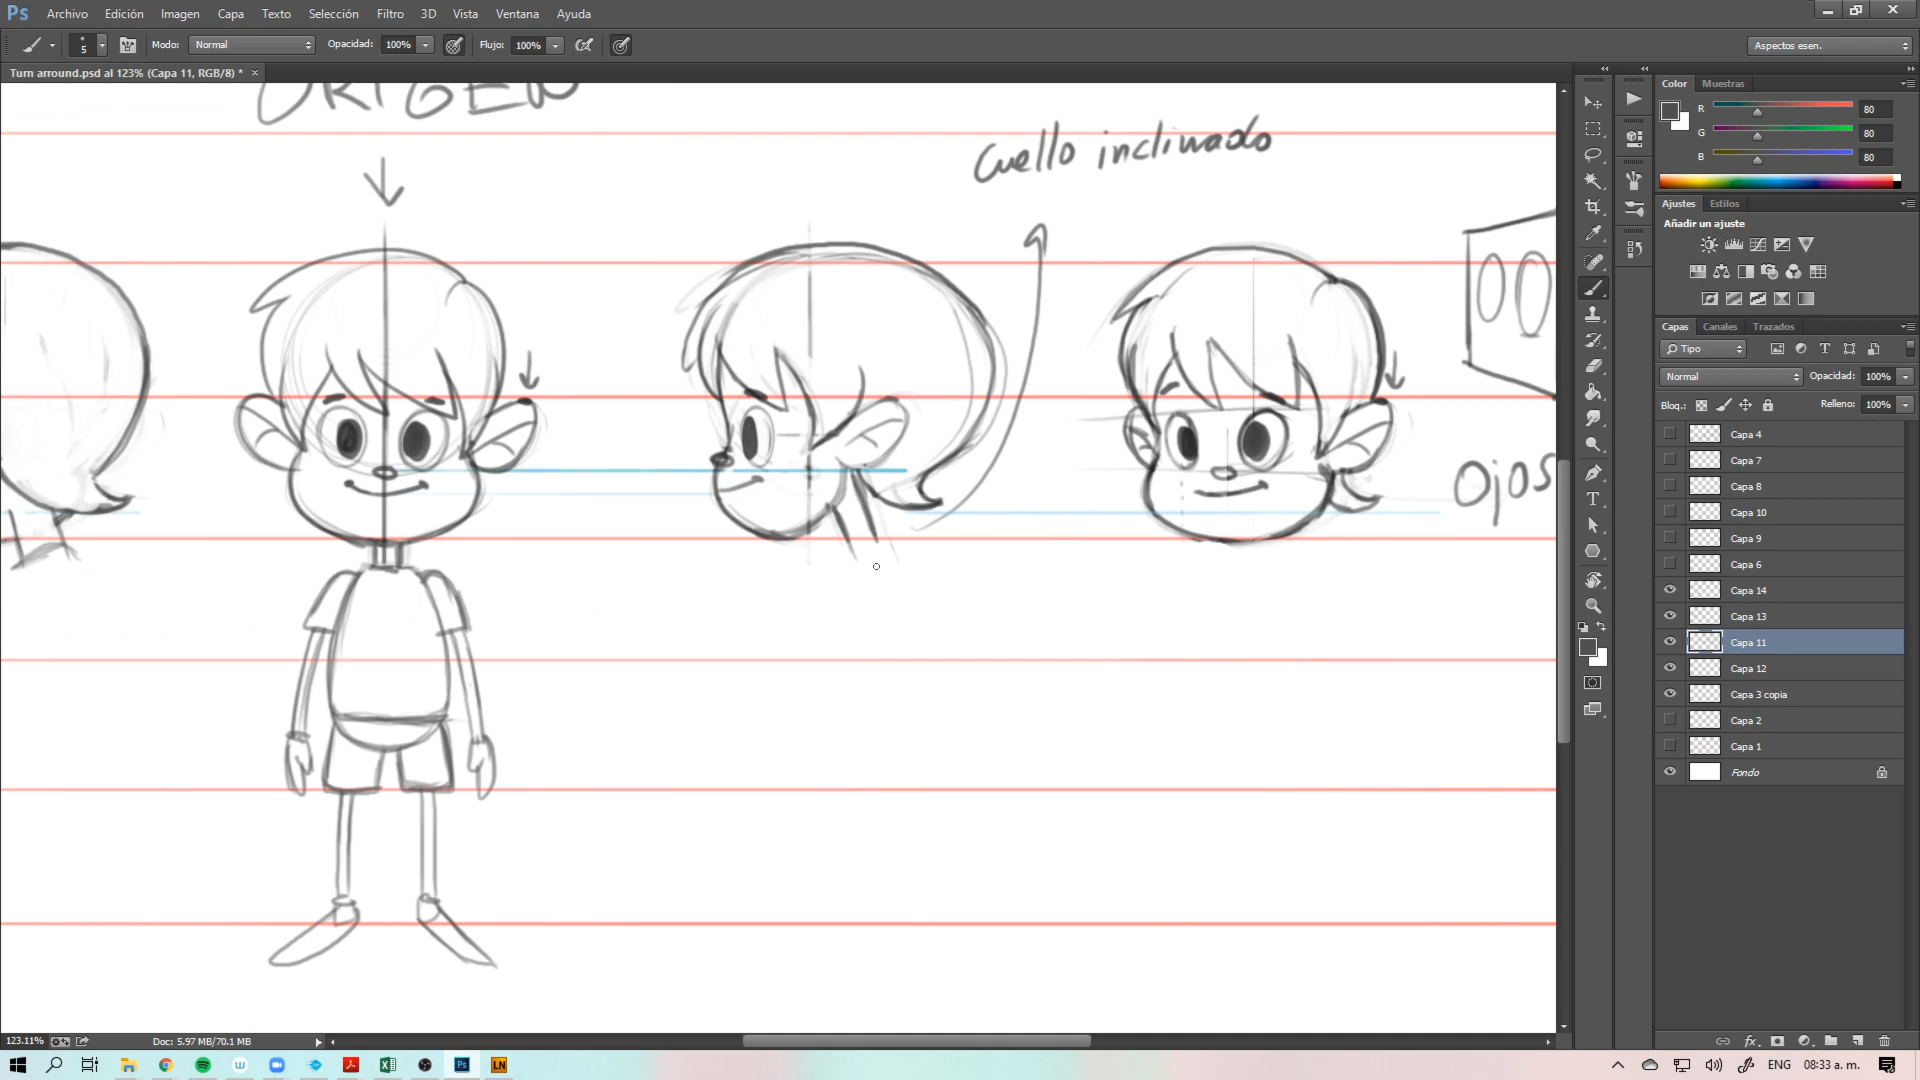 Ps Archivo Edición Imagen Capa Texto Selección Filtro 3D Vista Ventana Ayuda
5 Modo: Normal Opacidad: 100% Flujo: 100% Aspectos esen.
Turn arround.psd al 123% (Capa 11, RGB/8) * ×
ORIGEN
Cuello inclinado
Ojos
Color Muestras
R 80
G 80
B 80
Ajustes Estilos
Añadir un ajuste
Capas Canales Trazados
Tipo
Normal Opacidad: 100%
Bloq.: Relleno: 100%
Capa 4
Capa 7
Capa 8
Capa 10
Capa 9
Capa 6
Capa 14
Capa 13
Capa 11
Capa 12
Capa 3 copia
Capa 2
Capa 1
Fondo
123.11% Doc: 5.97 MB/70.1 MB
ENG 08:33 a. m.